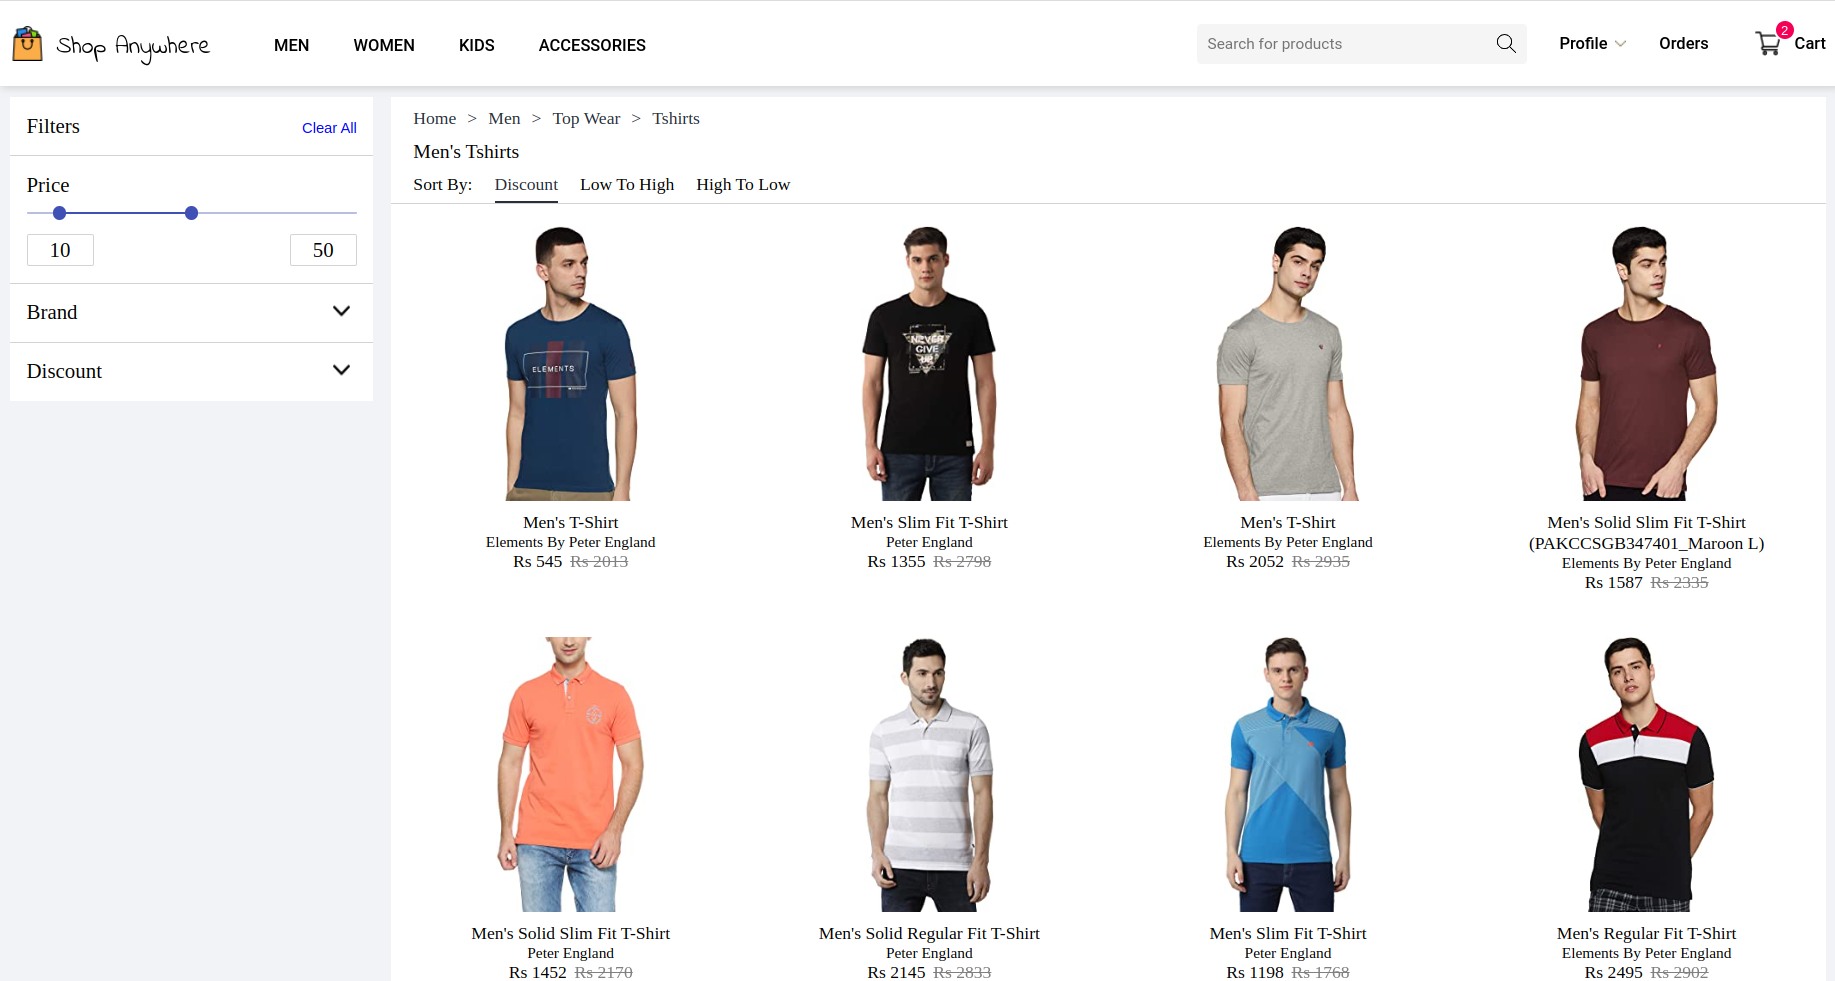 Shop Anywhere
MEN WOMEN KIDS ACCESSORIES
Search for products
Profile
Orders
2
Cart
Filters
Clear All
Price
10
50
Brand
Discount
Home > Men > Top Wear > Tshirts
Men's Tshirts
Sort By: Discount Low To High High To Low
ELEMENTS
NEVER
GIVE
UP
Men's T-Shirt
Elements By Peter England
Rs 545 Rs 2013
Men's Slim Fit T-Shirt
Peter England
Rs 1355 Rs 2798
Men's T-Shirt
Elements By Peter England
Rs 2052 Rs 2935
Men's Solid Slim Fit T-Shirt
(PAKCCSGB347401_Maroon L)
Elements By Peter England
Rs 1587 Rs 2335
Men's Solid Slim Fit T-Shirt
Peter England
Rs 1452 Rs 2170
Men's Solid Regular Fit T-Shirt
Peter England
Rs 2145 Rs 2833
Men's Slim Fit T-Shirt
Peter England
Rs 1198 Rs 1768
Men's Regular Fit T-Shirt
Elements By Peter England
Rs 2495 Rs 2902